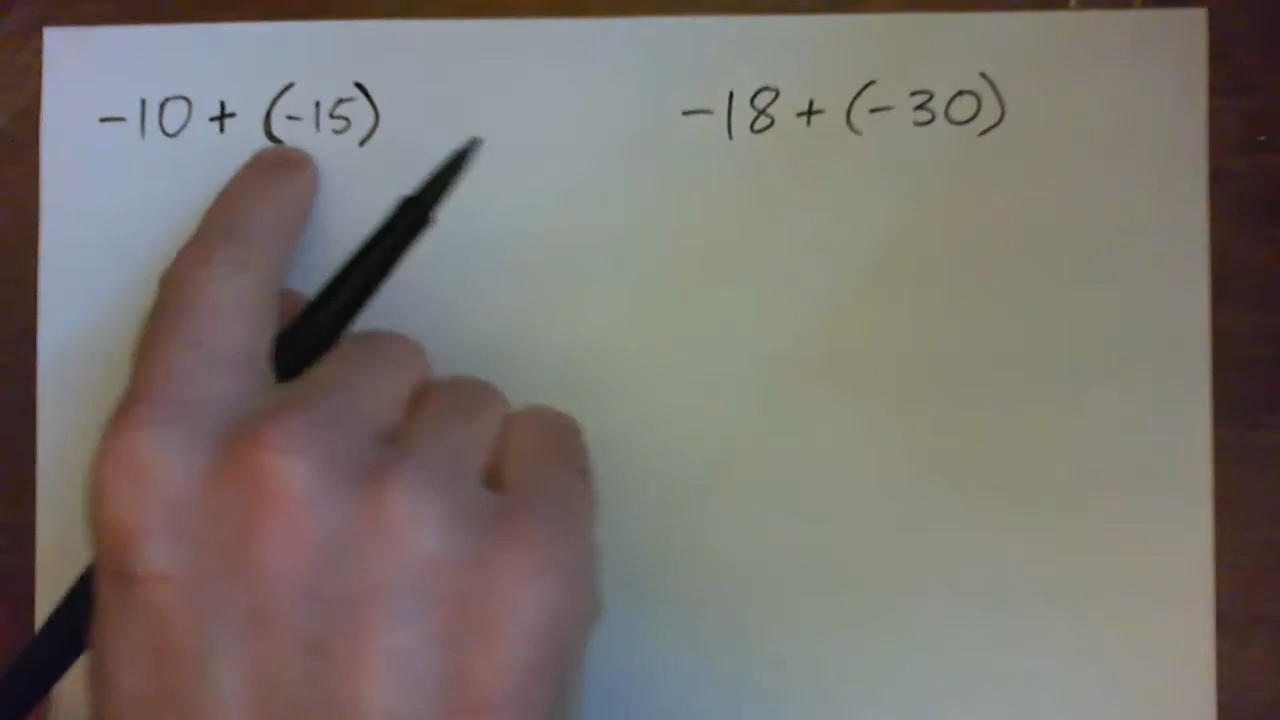 -10 + (-15)
-18 + (-30)